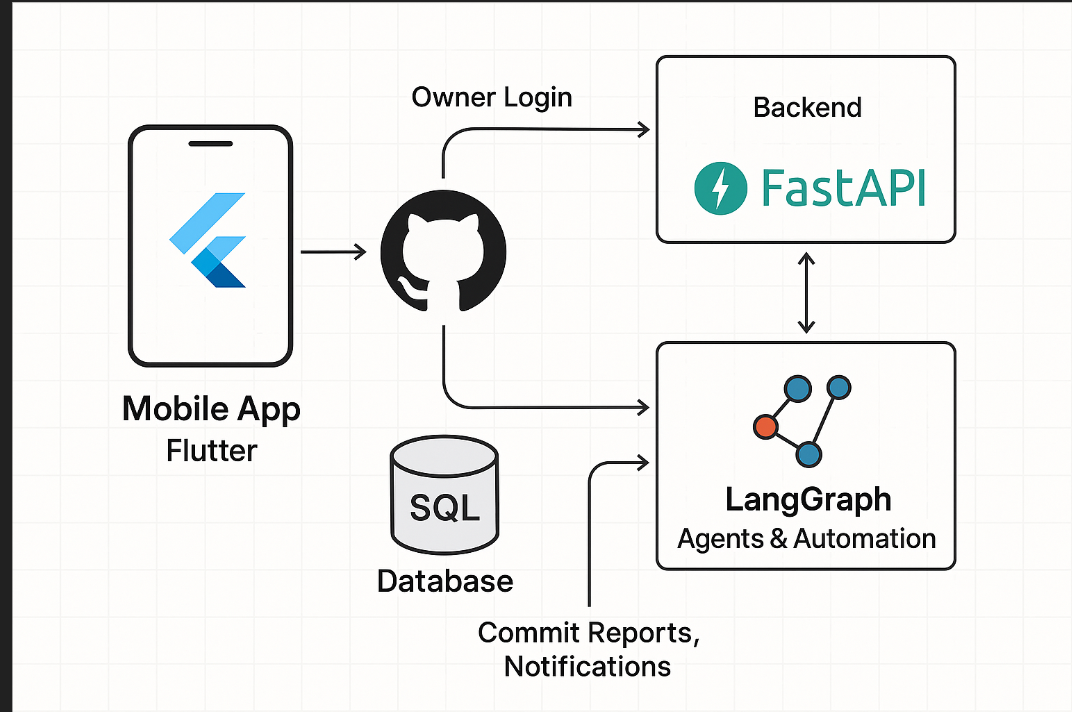 Owner Login
Backend
FastAPI
Mobile App
Flutter
SQL
Database
LangGraph
Agents & Automation
Commit Reports,
Notifications